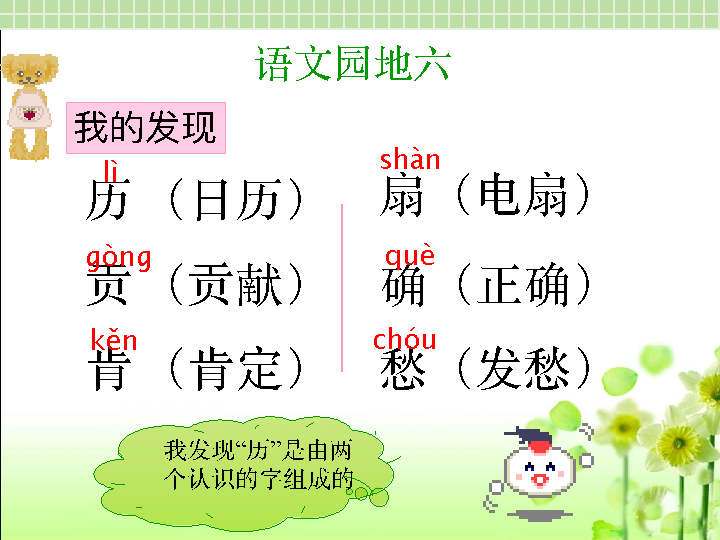 语文园地六
我的发现
lì
历（日历）
gòng
贡（贡献）
kěn
肯（肯定）
shàn
扇（电扇）
què
确（正确）
chóu
愁（发愁）
我发现“历”是由两
个认识的字组成的